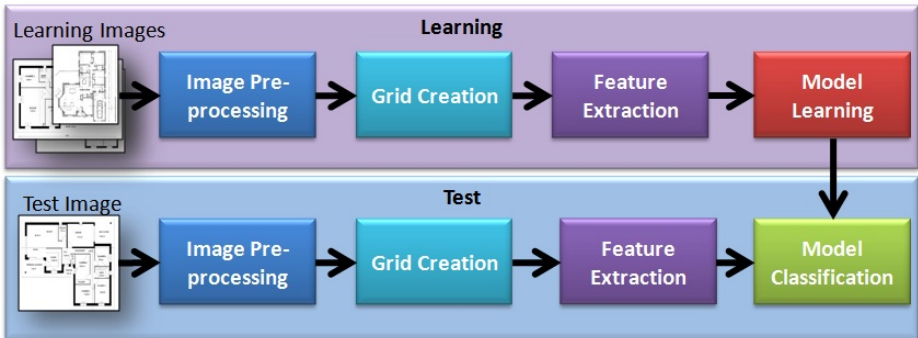 Learning Images
Learning
Image Pre-
processing
Grid Creation
Feature
Extraction
Model
Learning
Test Image
Test
Image Pre-
processing
Grid Creation
Feature
Extraction
Model
Classification